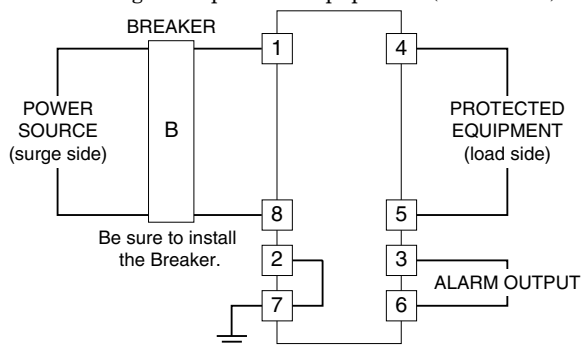 BREAKER
1
4
POWER
SOURCE
(surge side)
B
PROTECTED
EQUIPMENT
(load side)
8
5
Be sure to install
the Breaker.
2
3
ALARM OUTPUT
7
6